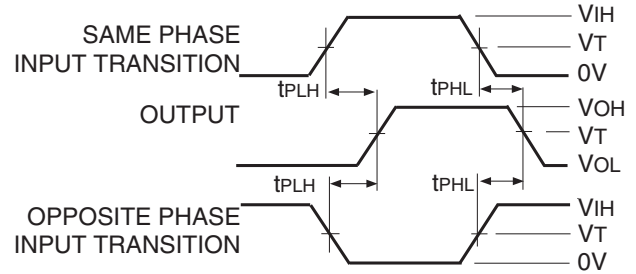 SAME PHASE
INPUT TRANSITION
VIH
VT
0V
tPLH
tPHL
OUTPUT
VOH
VT
VOL
tPLH
tPHL
OPPOSITE PHASE
INPUT TRANSITION
VIH
VT
0V